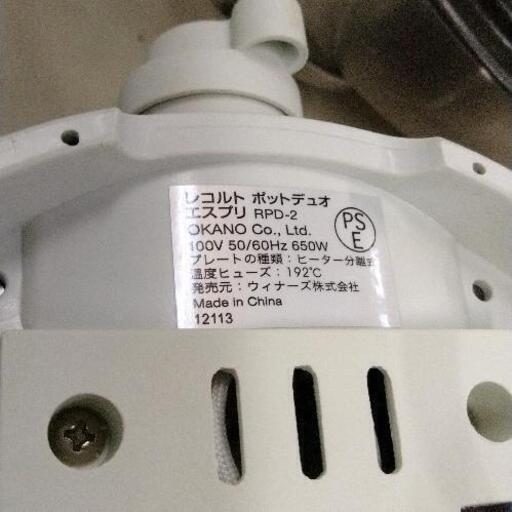 レコルト ポットデュオ
エスプリ RPD-2
OKANO Co., Ltd.
100V 50/60Hz 650W
プレートの種類：ヒーター分離式
温度ヒューズ：192℃
発売元：ウィナーズ株式会社
Made in China
12113
PS
E